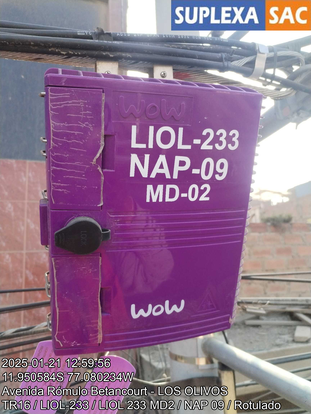 SUPLEXA SAC
WOW
LIOL-233
NAP-09
MD-02
WOW
2025-01-21 12:59:56
11.950584S 77.080234W
Avenida Rómulo Betancourt - LOS OLIVOS
TR16 / LIOL-233 / LIOL 233 MD2 / NAP 09 / Rotulado